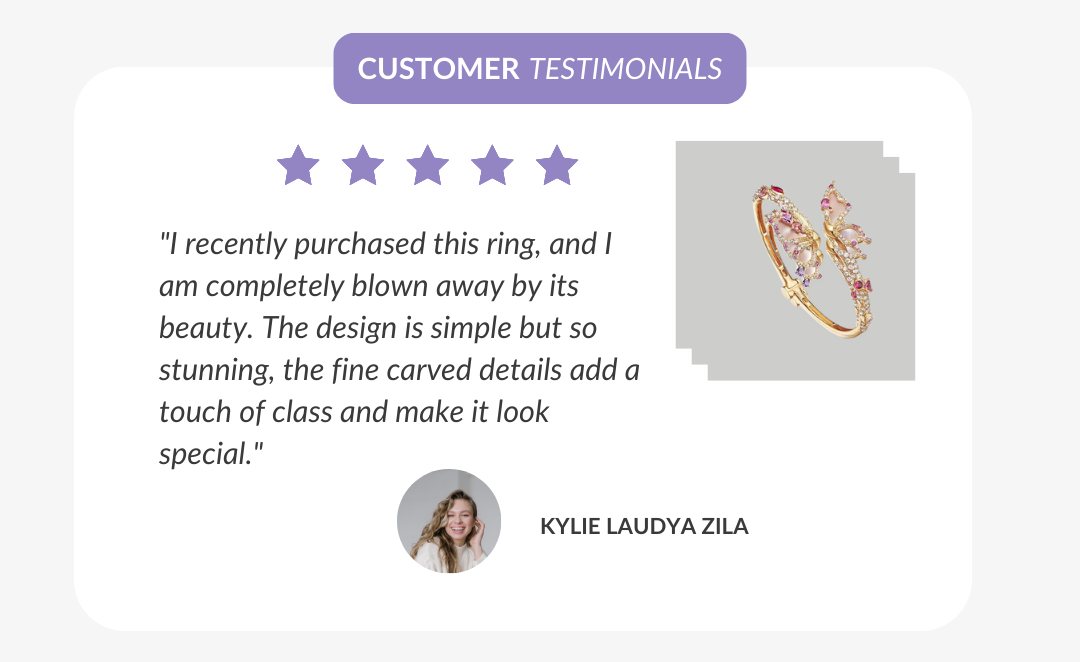 CUSTOMER TESTIMONIALS
"I recently purchased this ring, and I
am completely blown away by its
beauty. The design is simple but so
stunning, the fine carved details add a
touch of class and make it look
special."
KYLIE LAUDYA ZILA